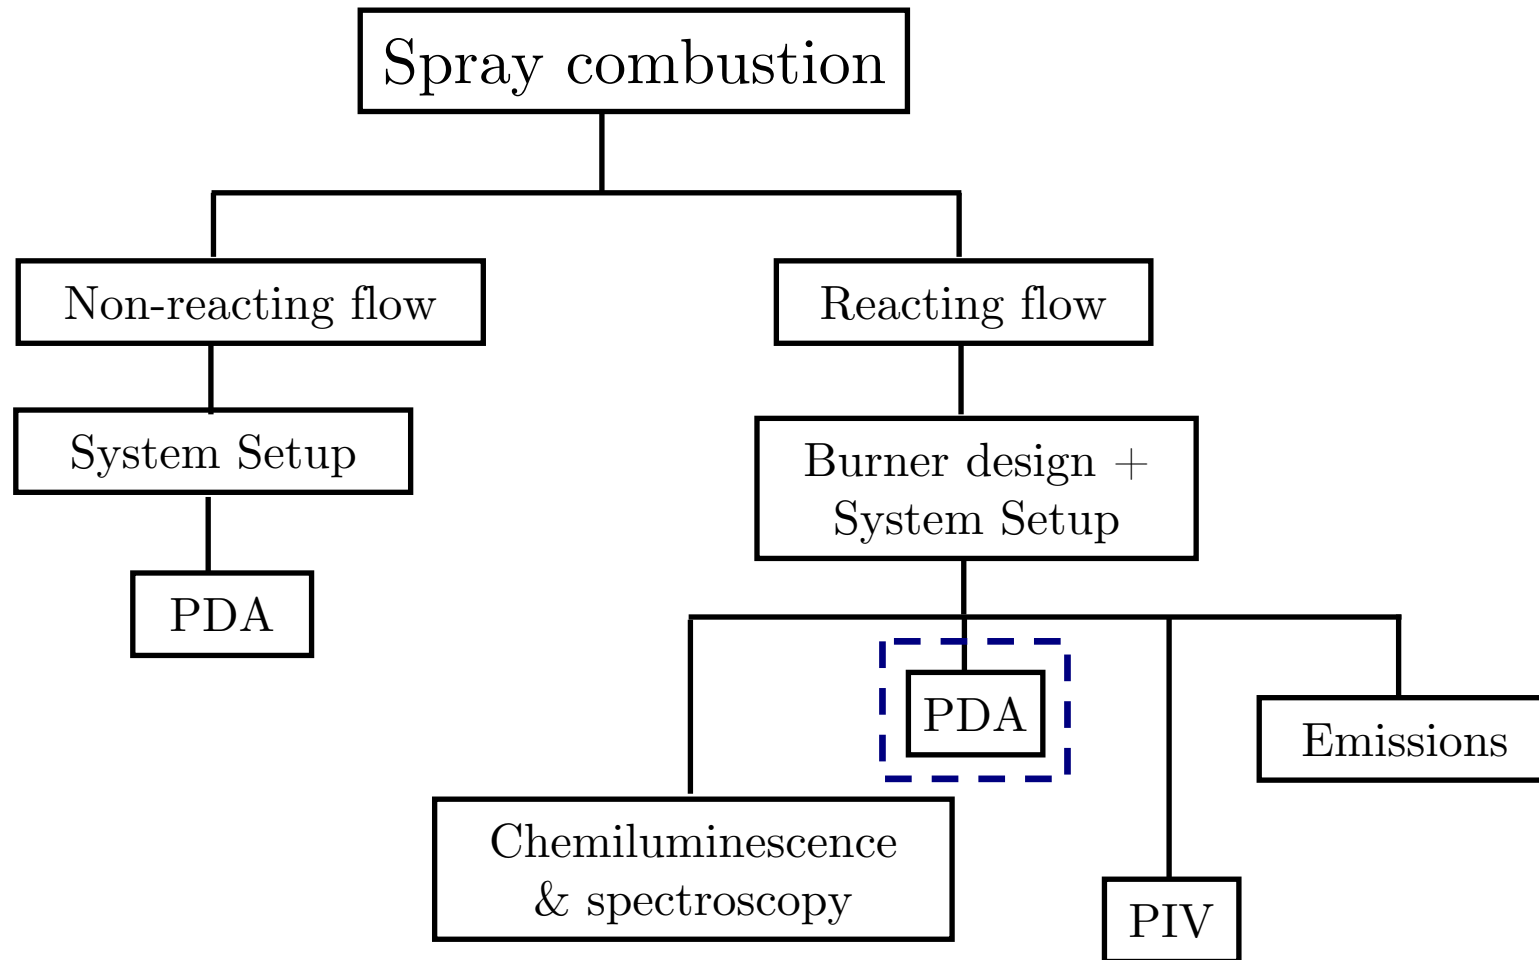 Spray combustion
Non-reacting flow
Reacting flow
System Setup
Burner design +
System Setup
PDA
PDA
Emissions
Chemiluminescence
& spectroscopy
PIV